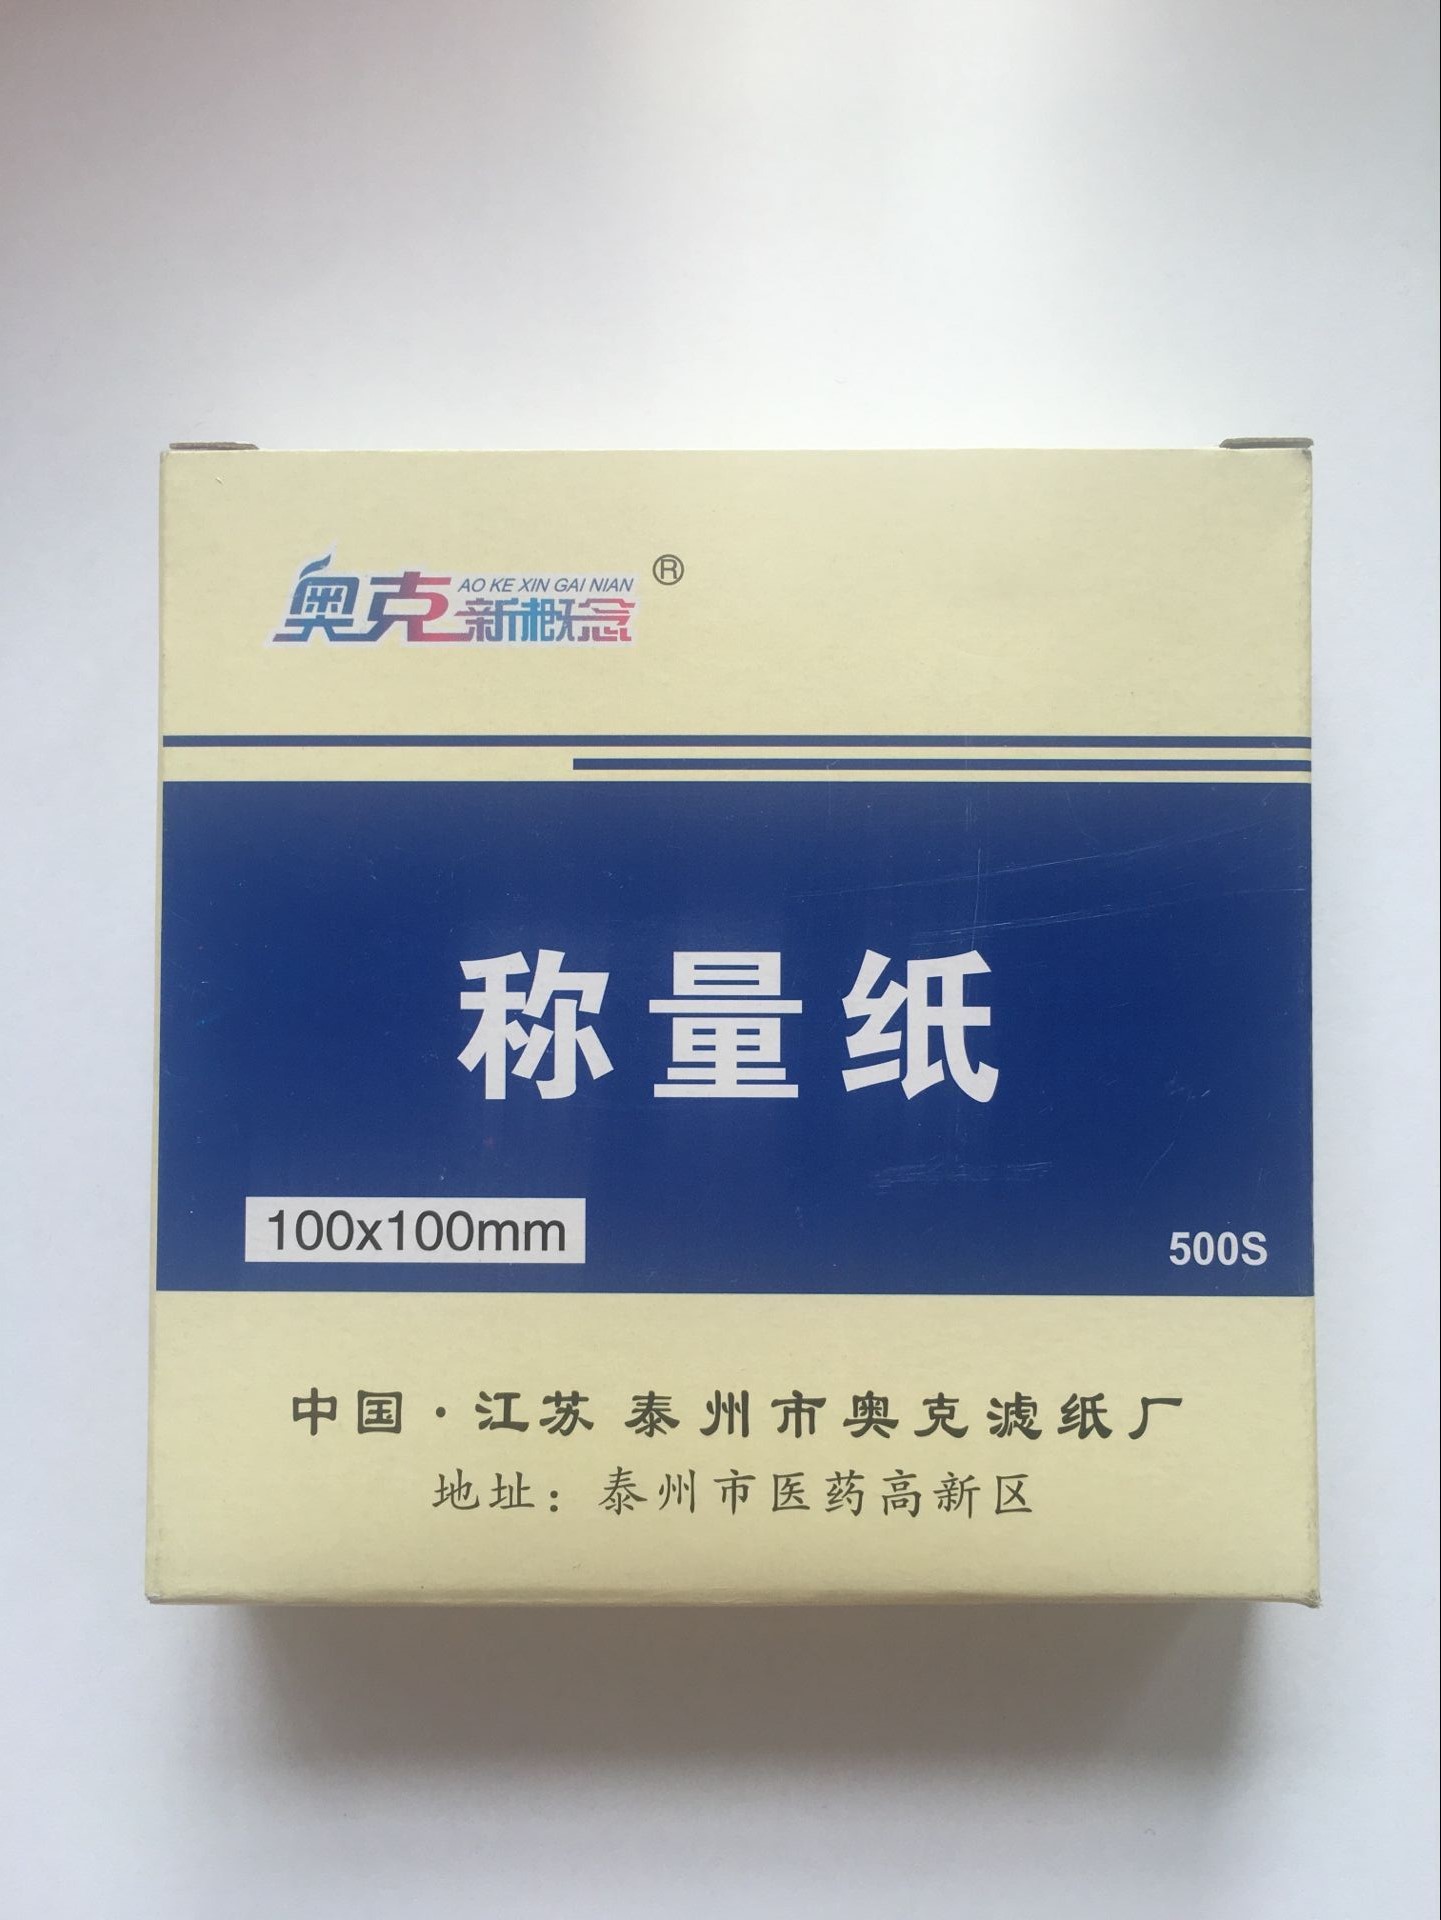 奥克 AO KE XIN GAI NIAN ®
新概念
称量纸
100x100mm
500S
中国·江苏 泰州市奥克滤纸厂
地址：泰州市医药高新区